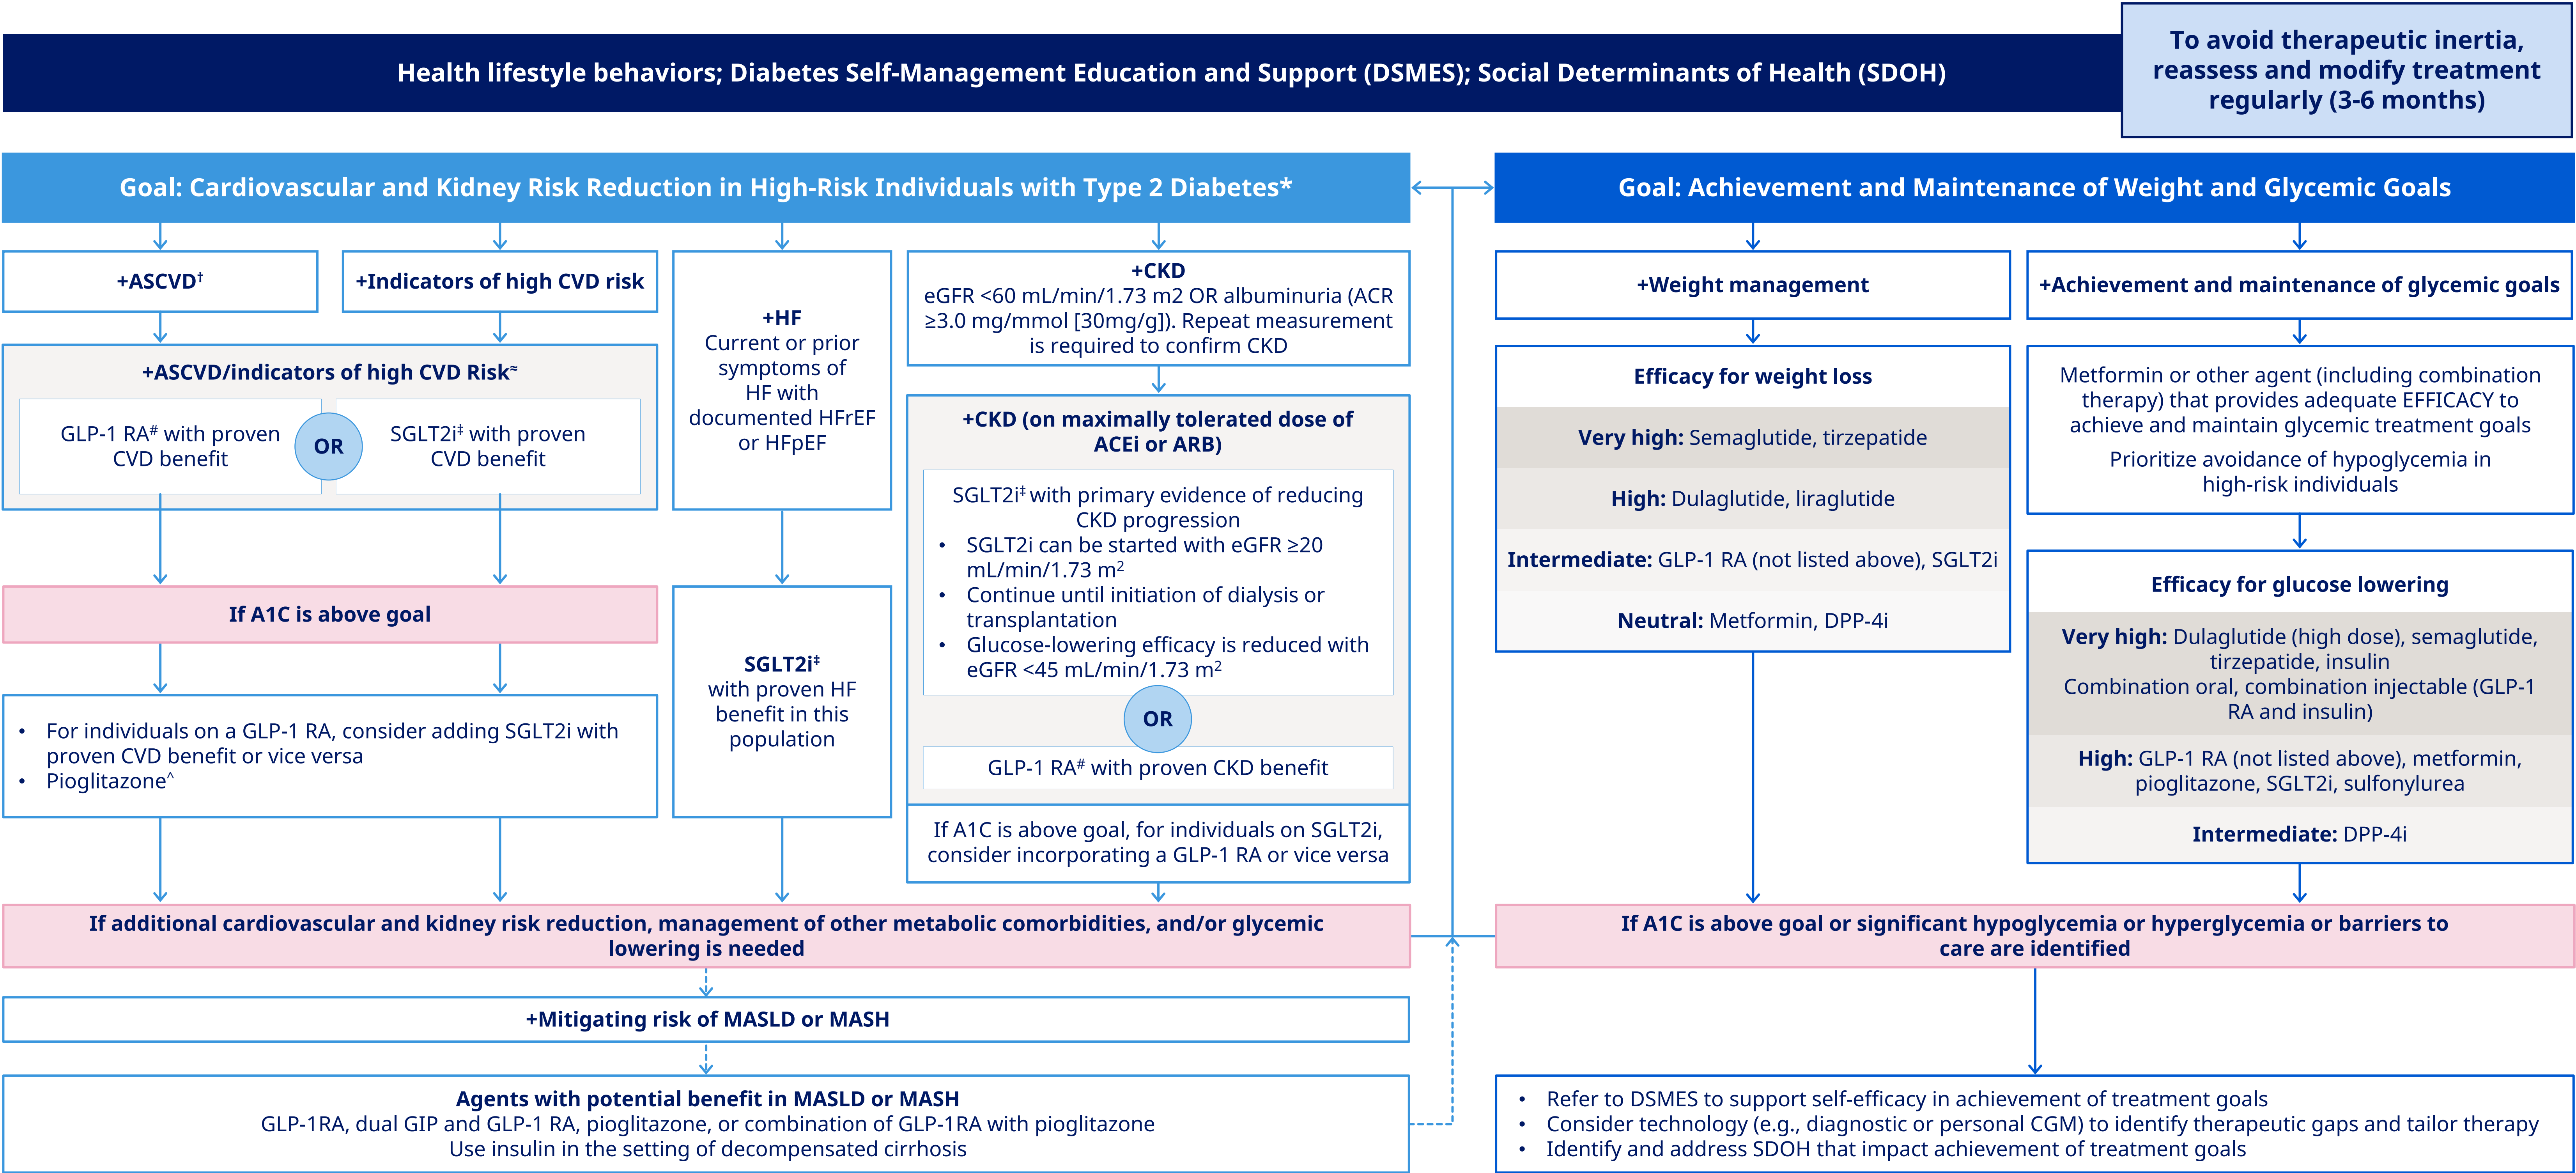 Health lifestyle behaviors; Diabetes Self-Management Education and Support (DSMES); Social Determinants of Health (SDOH)
To avoid therapeutic inertia,
reassess and modify treatment
regularly (3-6 months)
Goal: Cardiovascular and Kidney Risk Reduction in High-Risk Individuals with Type 2 Diabetes*
+ASCVD†
+Indicators of high CVD risk
+ASCVD/indicators of high CVD Risk≈
GLP-1 RA# with proven
CVD benefit
OR
SGLT2i‡ with proven
CVD benefit
If A1C is above goal
• For individuals on a GLP-1 RA, consider adding SGLT2i with
proven CVD benefit or vice versa
• Pioglitazone^
+HF
Current or prior
symptoms of
HF with
documented HFrEF
or HFpEF
SGLT2i‡
with proven HF
benefit in this
population
+CKD
eGFR <60 mL/min/1.73 m2 OR albuminuria (ACR
≥3.0 mg/mmol [30mg/g]). Repeat measurement
is required to confirm CKD
+CKD (on maximally tolerated dose of
ACEi or ARB)
SGLT2i‡ with primary evidence of reducing
CKD progression
• SGLT2i can be started with eGFR ≥20
mL/min/1.73 m²
• Continue until initiation of dialysis or
transplantation
• Glucose-lowering efficacy is reduced with
eGFR <45 mL/min/1.73 m²
OR
GLP-1 RA# with proven CKD benefit
If A1C is above goal, for individuals on SGLT2i,
consider incorporating a GLP-1 RA or vice versa
If additional cardiovascular and kidney risk reduction, management of other metabolic comorbidities, and/or glycemic
lowering is needed
+Mitigating risk of MASLD or MASH
Agents with potential benefit in MASLD or MASH
GLP-1RA, dual GIP and GLP-1 RA, pioglitazone, or combination of GLP-1RA with pioglitazone
Use insulin in the setting of decompensated cirrhosis
Goal: Achievement and Maintenance of Weight and Glycemic Goals
+Weight management
Efficacy for weight loss
Very high: Semaglutide, tirzepatide
High: Dulaglutide, liraglutide
Intermediate: GLP-1 RA (not listed above), SGLT2i
Neutral: Metformin, DPP-4i
+Achievement and maintenance of glycemic goals
Metformin or other agent (including combination
therapy) that provides adequate EFFICACY to
achieve and maintain glycemic treatment goals
Prioritize avoidance of hypoglycemia in
high-risk individuals
Efficacy for glucose lowering
Very high: Dulaglutide (high dose), semaglutide,
tirzepatide, insulin
Combination oral, combination injectable (GLP-1
RA and insulin)
High: GLP-1 RA (not listed above), metformin,
pioglitazone, SGLT2i, sulfonylurea
Intermediate: DPP-4i
If A1C is above goal or significant hypoglycemia or hyperglycemia or barriers to
care are identified
• Refer to DSMES to support self-efficacy in achievement of treatment goals
• Consider technology (e.g., diagnostic or personal CGM) to identify therapeutic gaps and tailor therapy
• Identify and address SDOH that impact achievement of treatment goals